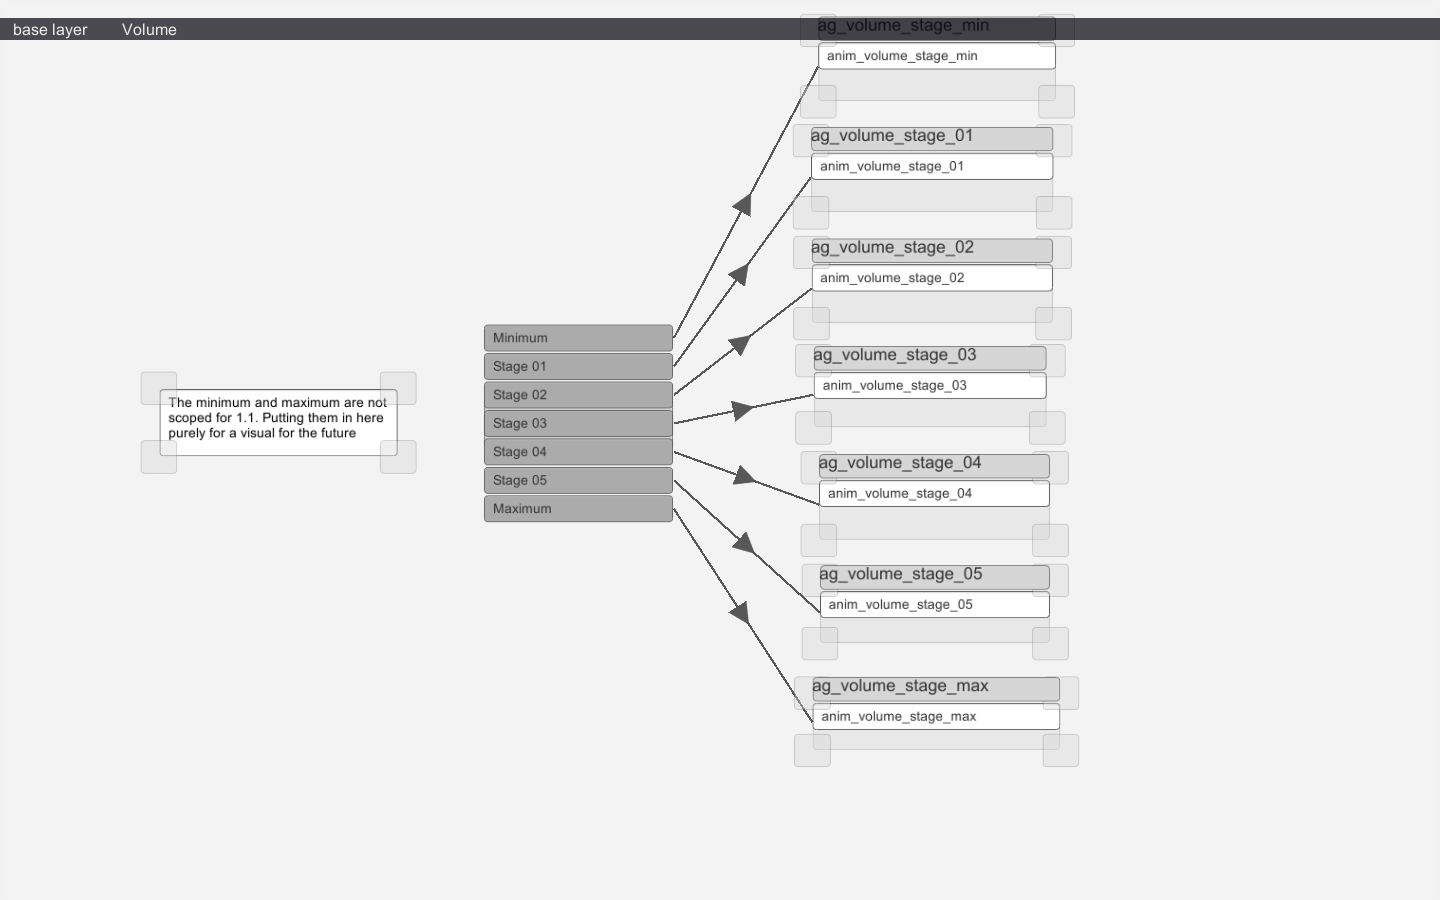 base layer
Volume
ag_volume_stage_min
anim_volume_stage_min
ag_volume_stage_01
anim_volume_stage_01
ag_volume_stage_02
anim_volume_stage_02
Minimum
Stage 01
Stage 02
Stage 03
Stage 04
Stage 05
Maximum
The minimum and maximum are not
scoped for 1.1. Putting them in here
purely for a visual for the future
ag_volume_stage_03
anim_volume_stage_03
ag_volume_stage_04
anim_volume_stage_04
ag_volume_stage_05
anim_volume_stage_05
ag_volume_stage_max
anim_volume_stage_max